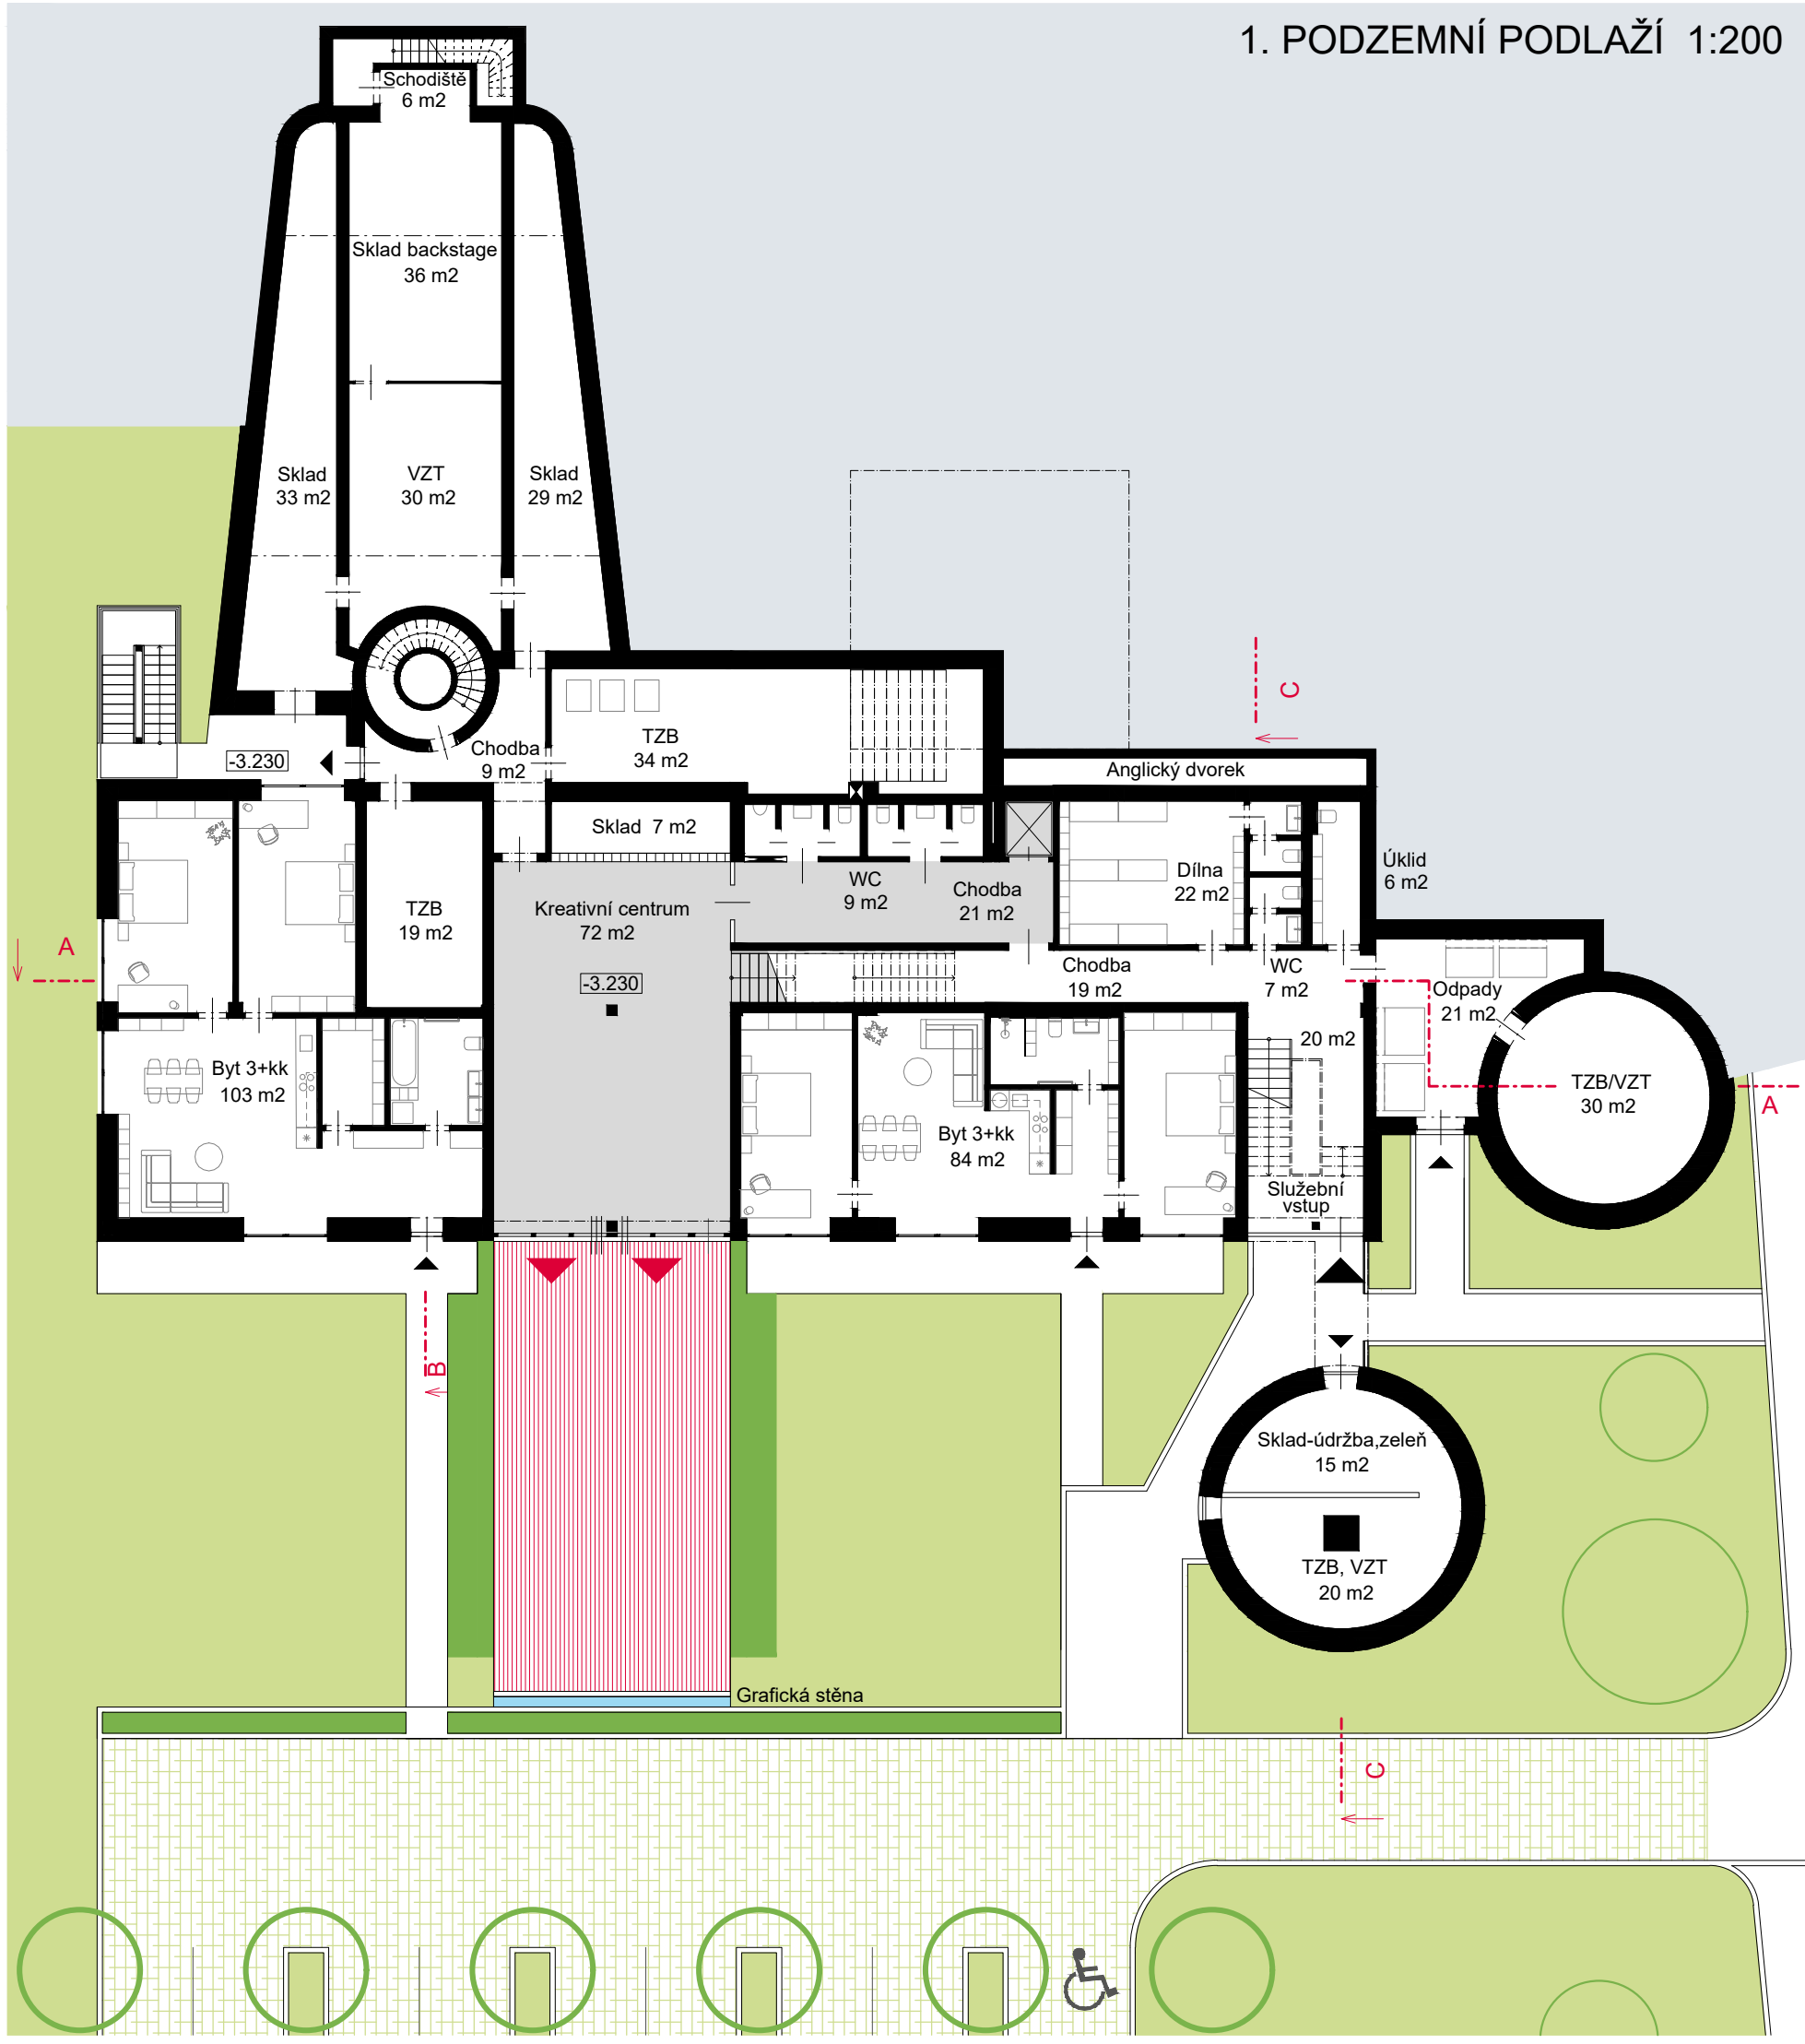 1. PODZEMNÍ PODLAŽÍ 1:200
Schodiště
6 m2
Sklad backstage
36 m2
Sklad
33 m2
VZT
30 m2
Sklad
29 m2
C
-3.230
Chodba
9 m2
TZB
34 m2
Anglický dvorek
Sklad 7 m2
Úklid
6 m2
Dílna
22 m2
WC
9 m2
Chodba
21 m2
Kreativní centrum
72 m2
TZB
19 m2
A
-3.230
Chodba
19 m2
WC
7 m2
Odpady
21 m2
20 m2
Byt 3+kk
103 m2
TZB/VZT
30 m2
A
Byt 3+kk
84 m2
Služební
vstup
B
Sklad-údržba,zeleň
15 m2
TZB, VZT
20 m2
Grafická stěna
C